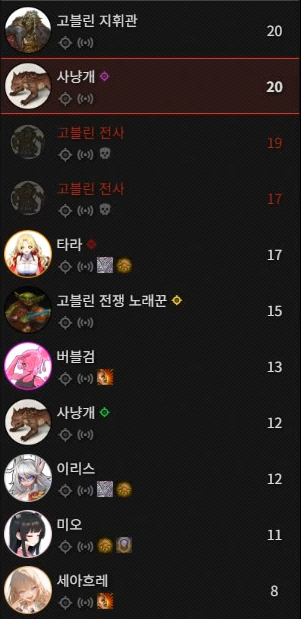 고블린 지휘관
20
사냥개
20
고블린 전사
19
고블린 전사
17
타라
17
고블린 전쟁 노래꾼
15
버블검
13
사냥개
12
이리스
12
미오
11
세아흐레
8